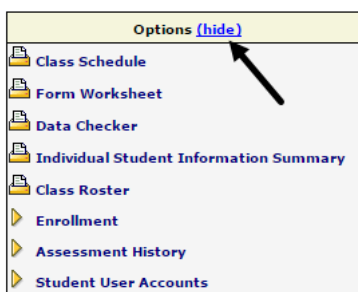 Options (hide)
Class Schedule
Form Worksheet
Data Checker
Individual Student Information Summary
Class Roster
Enrollment
Assessment History
Student User Accounts